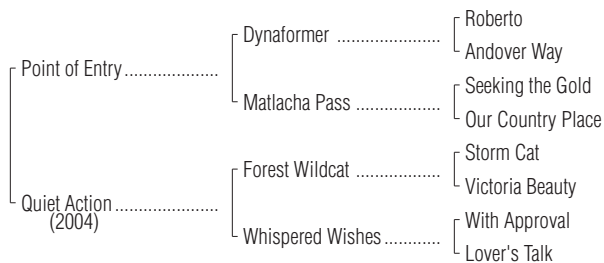 Roberto
Dynaformer ......................
Andover Way
Point of Entry....................
Seeking the Gold
Matlacha Pass ..................
Our Country Place
Storm Cat
Forest Wildcat ..................
Victoria Beauty
Quiet Action......................
(2004)
With Approval
Whispered Wishes............
Lover's Talk